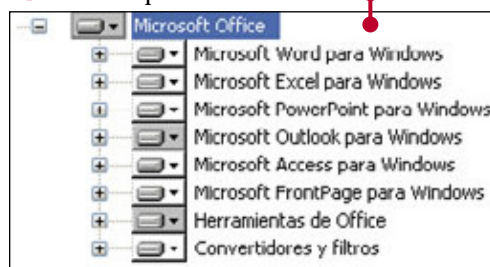 Microsoft Office
Microsoft Word para Windows
Microsoft Excel para Windows
Microsoft PowerPoint para Windows
Microsoft Outlook para Windows
Microsoft Access para Windows
Microsoft FrontPage para Windows
Herramientas de Office
Convertidores y filtros